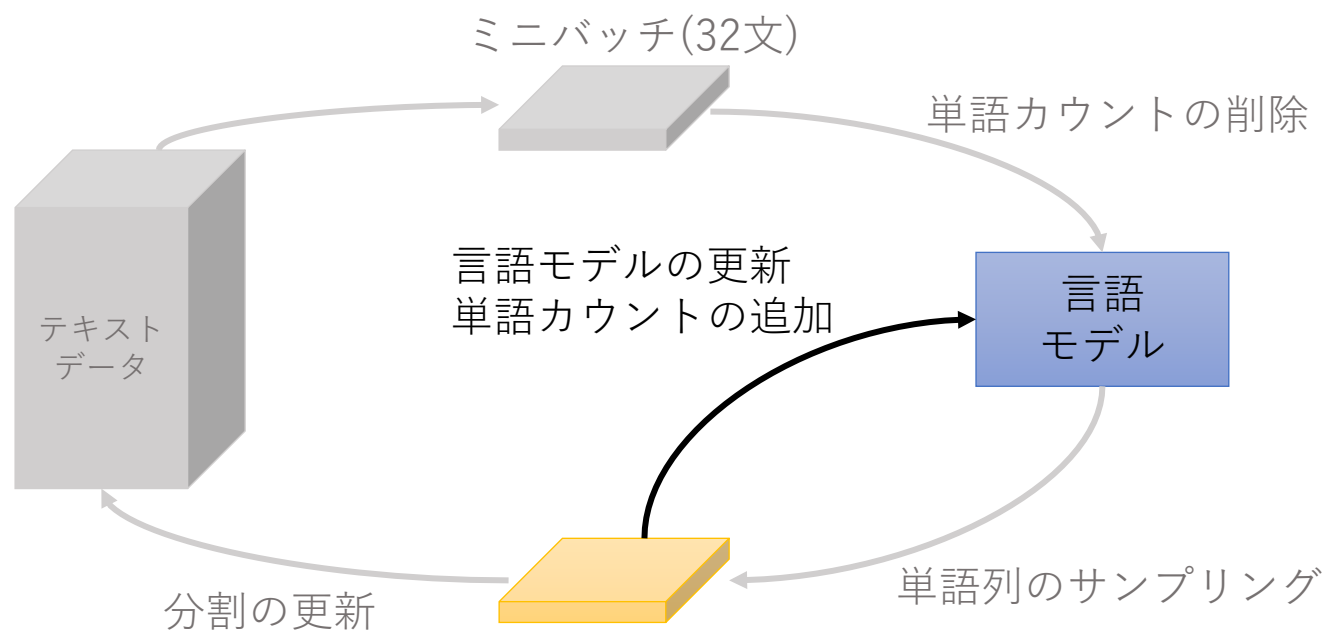 ミニバッチ(32文)
単語カウントの削除
言語モデルの更新
単語カウントの追加
言語
モデル
テキスト
データ
単語列のサンプリング
分割の更新